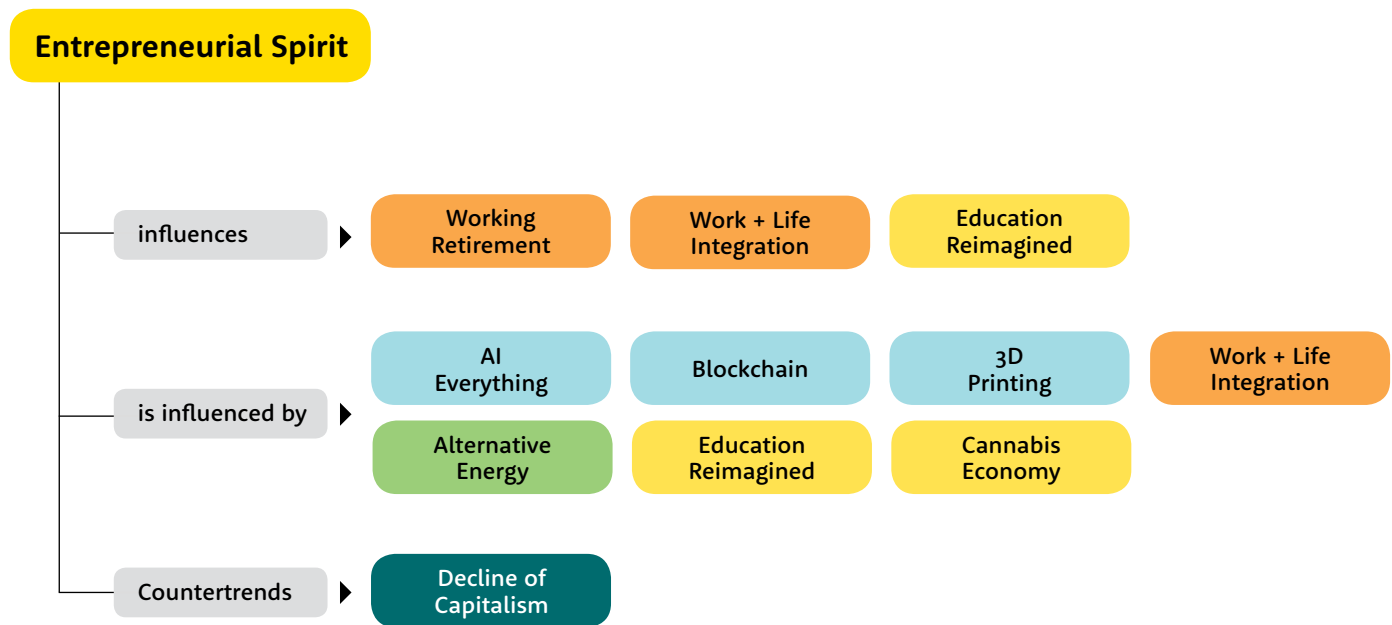 Entrepreneurial Spirit
influences
Working
Retirement
Work + Life
Integration
Education
Reimagined
is influenced by
AI
Everything
Blockchain
3D
Printing
Work + Life
Integration
Alternative
Energy
Education
Reimagined
Cannabis
Economy
Countertrends
Decline of
Capitalism